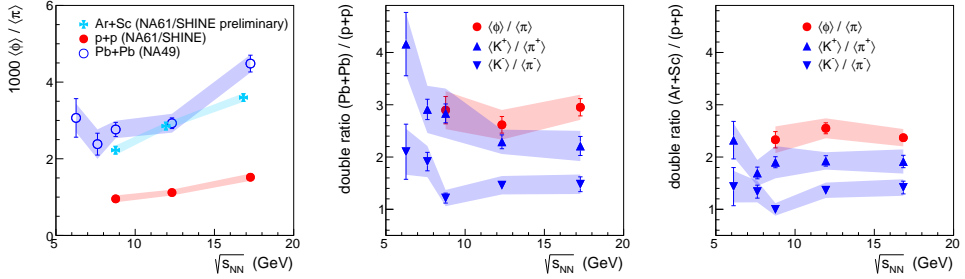 1000 ⟨ϕ⟩ / ⟨π⟩
Ar+Sc (NA61/SHINE preliminary)
p+p (NA61/SHINE)
Pb+Pb (NA49)
6
4
2
0
5 10 15 20
√sNN (GeV)
double ratio (Pb+Pb) / (p+p)
⟨ϕ⟩ / ⟨π⟩
⟨K+⟩ / ⟨π+⟩
⟨K-⟩ / ⟨π-⟩
4
3
2
1
5 10 15 20
√sNN (GeV)
double ratio (Ar+Sc) / (p+p)
⟨ϕ⟩ / ⟨π⟩
⟨K+⟩ / ⟨π+⟩
⟨K-⟩ / ⟨π-⟩
4
3
2
1
5 10 15 20
√sNN (GeV)